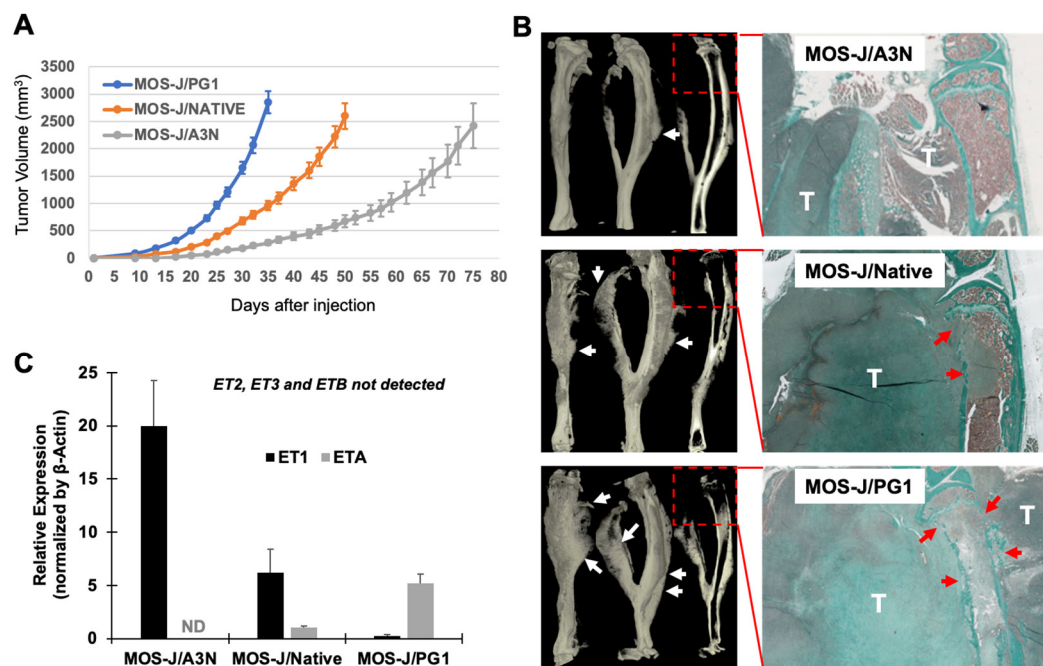 A
Tumor Volume (mm³)
3500
3000
2500
2000
1500
1000
500
0
MOS-J/PG1
MOS-J/NATIVE
MOS-J/A3N
0 5 10 15 20 25 30 35 40 45 50 55 60 65 70 75 80
Days after injection
B
MOS-J/A3N
T
T
MOS-J/Native
T
MOS-J/PG1
T
T
C
Relative Expression
(normalized by β-Actin)
25
20
15
10
5
0
ET2, ET3 and ETB not detected
ET1 ETA
ND
MOS-J/A3N MOS-J/Native MOS-J/PG1